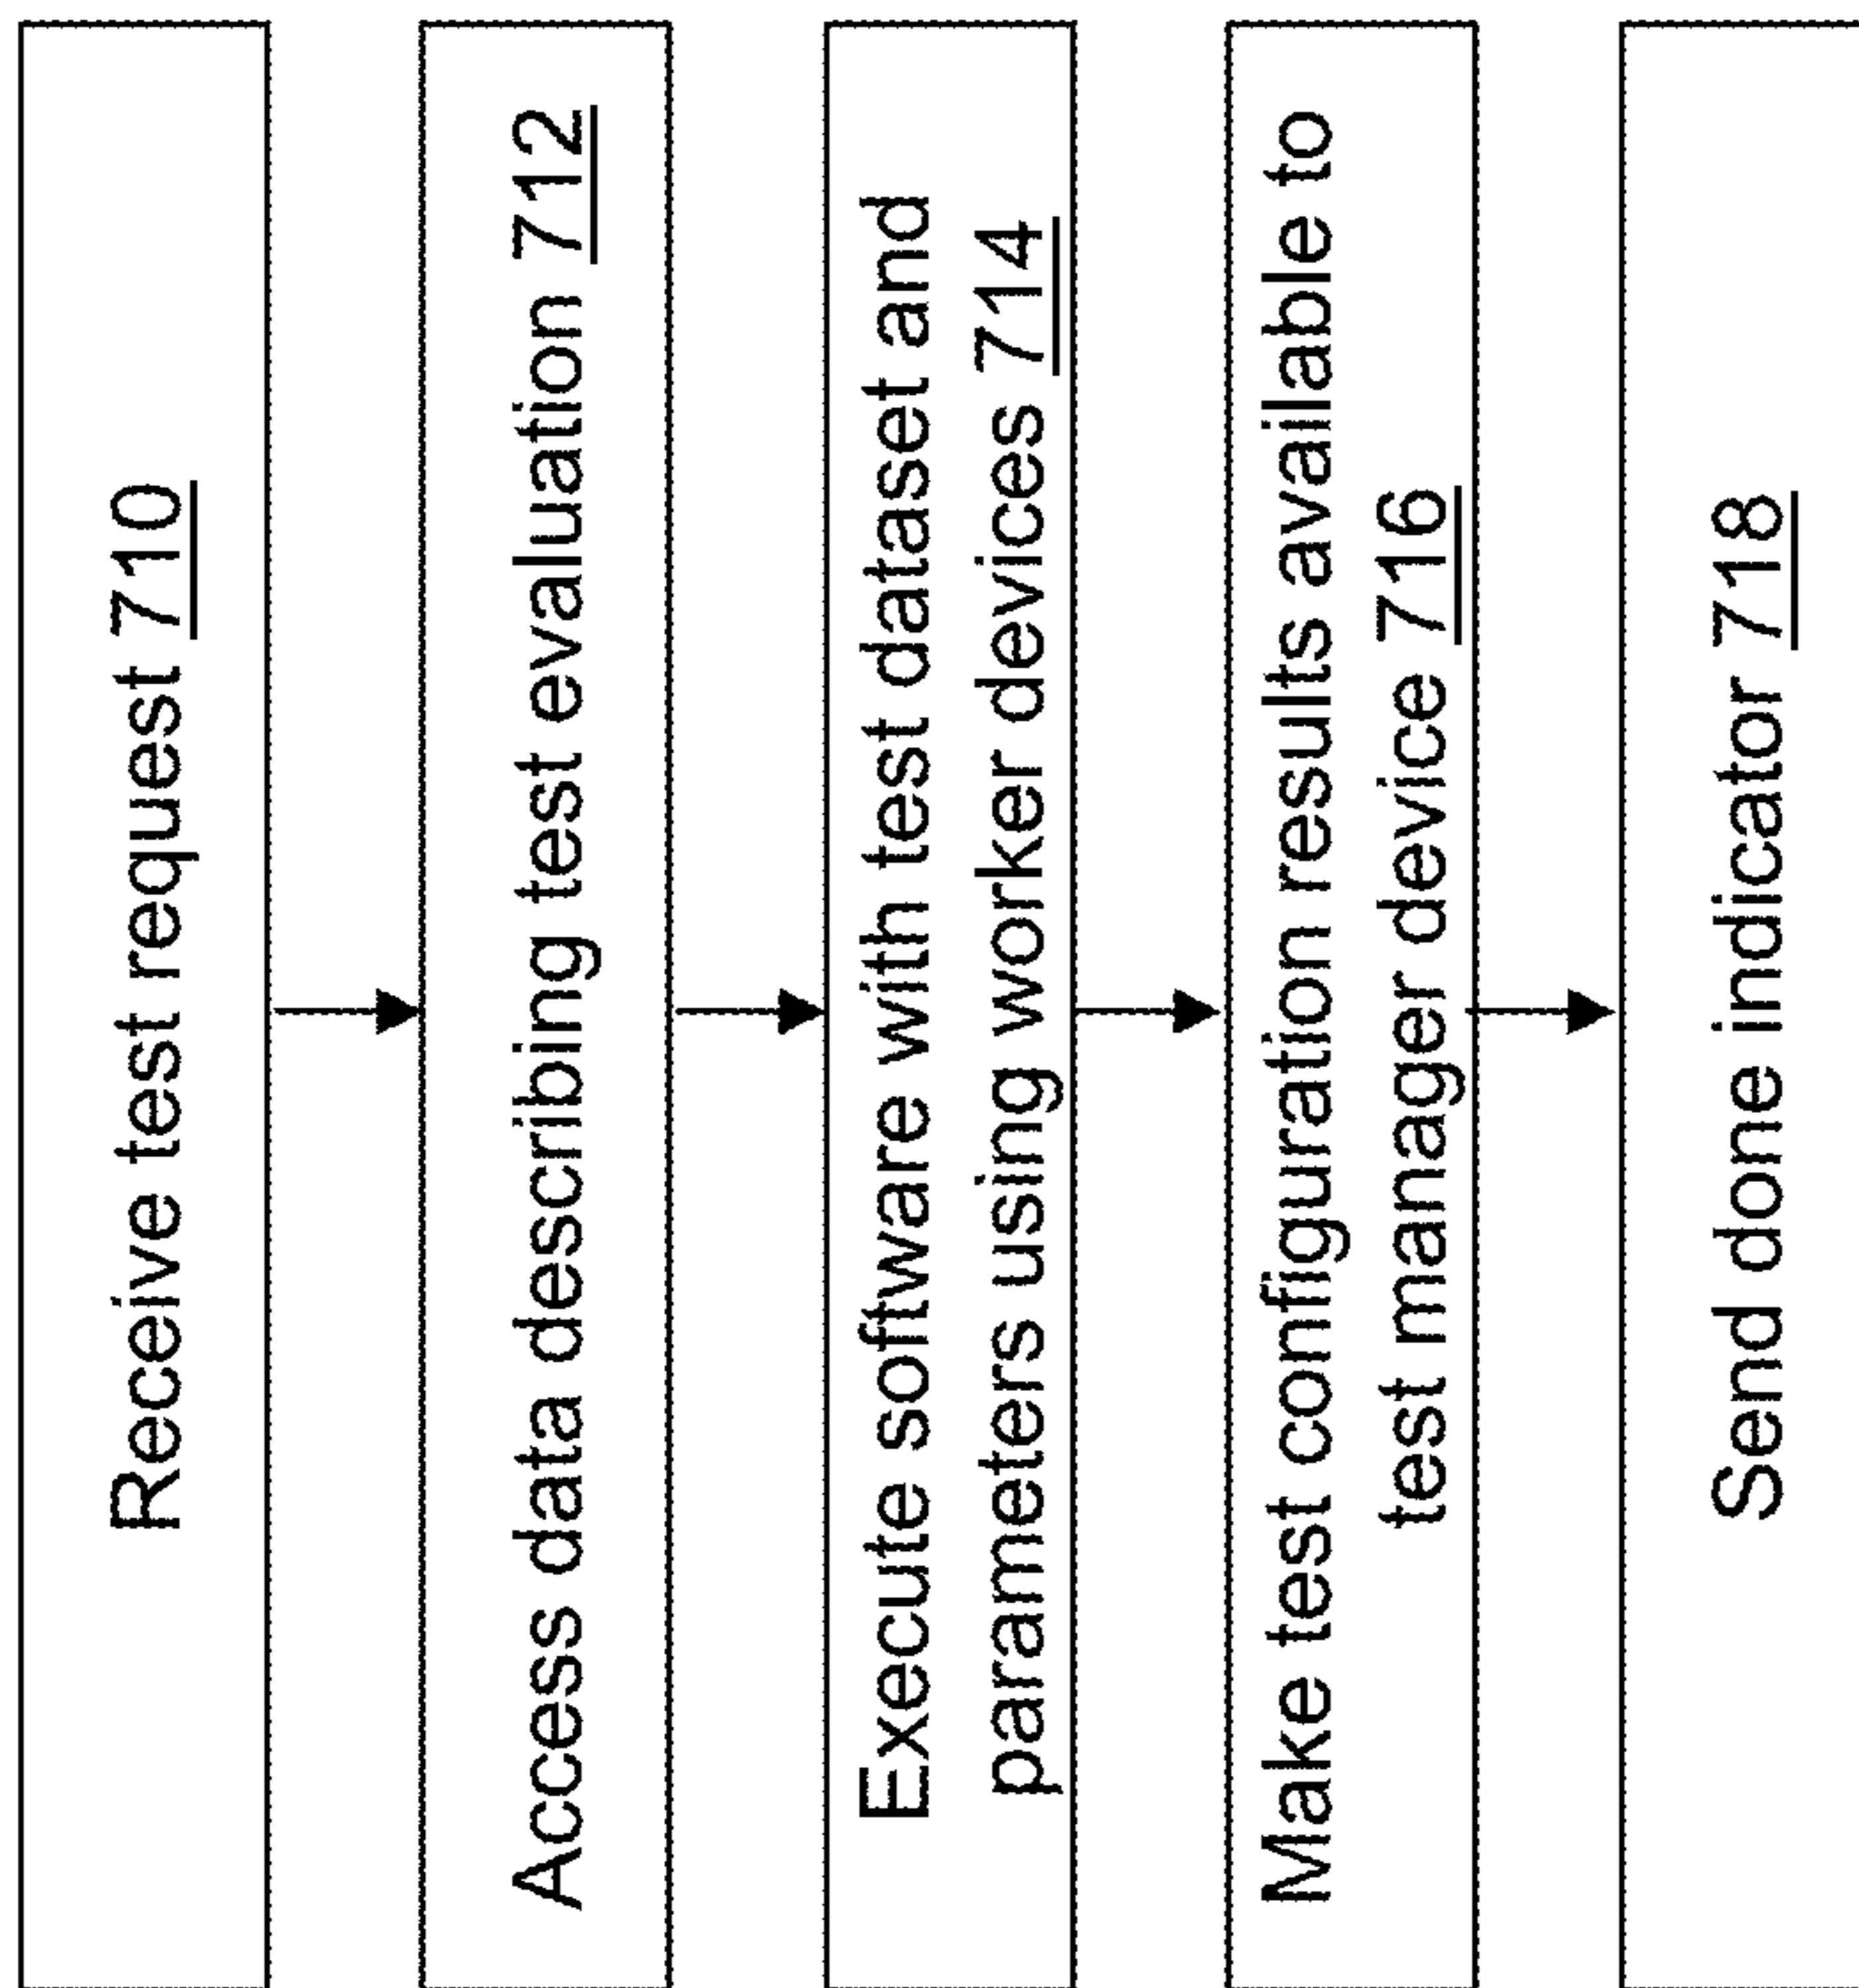 Receive test request 710
Access data describing test evaluation 712
Execute software with test dataset and
parameters using worker devices 714
Make test configuration results available to
test manager device 716
Send done indicator 718